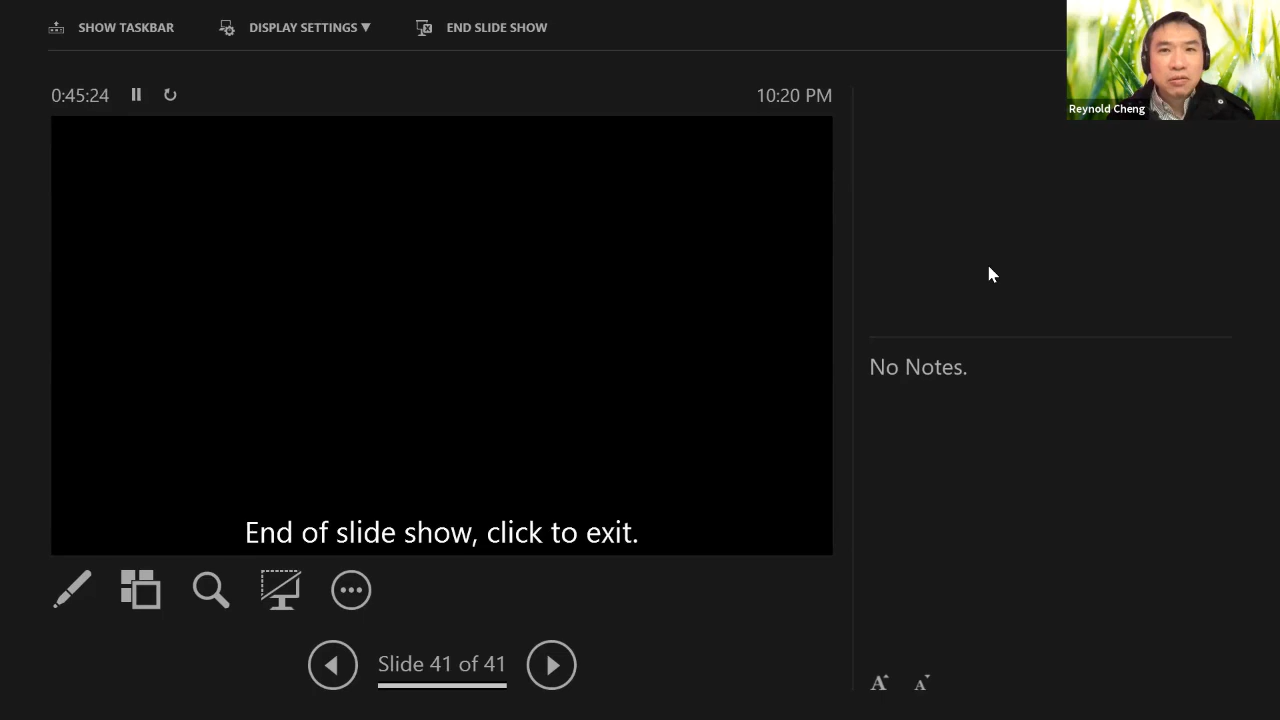 SHOW TASKBAR
DISPLAY SETTINGS ▼
END SLIDE SHOW
Reynold Cheng
0:45:24
10:20 PM
No Notes.
End of slide show, click to exit.
Slide 41 of 41
A A